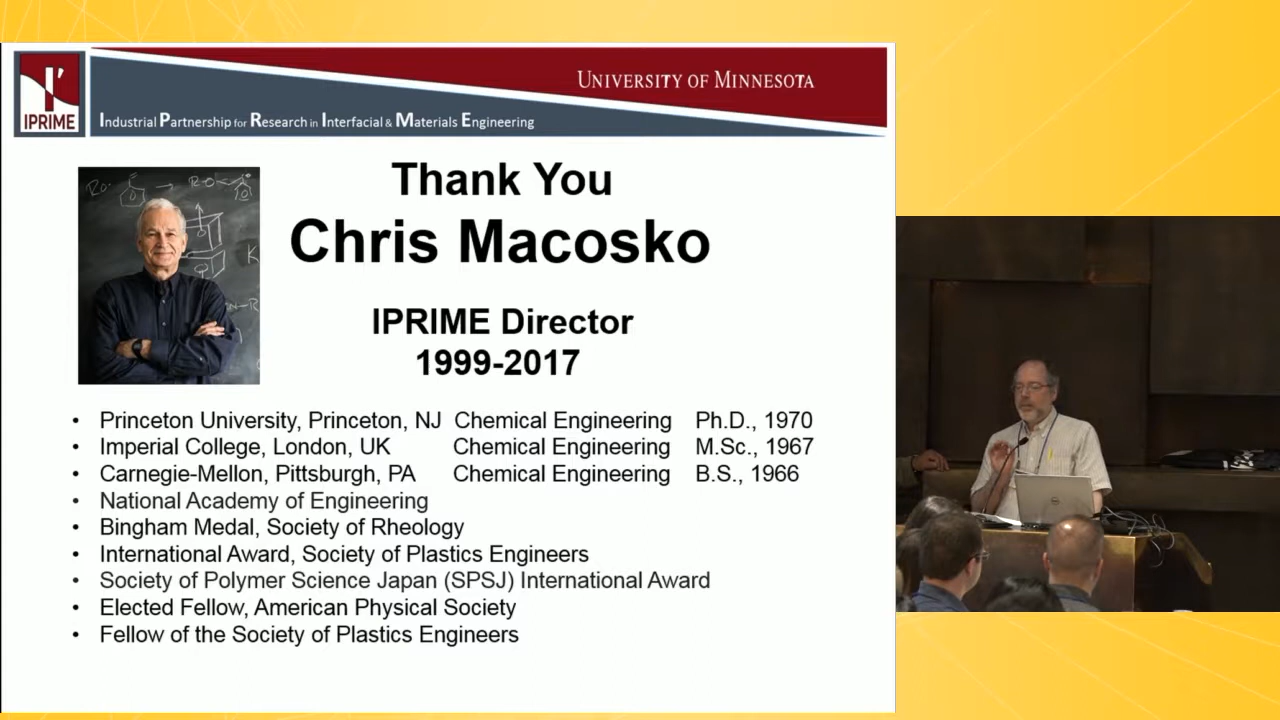 UNIVERSITY OF MINNESOTA
IPRIME
Industrial Partnership for Research in Interfacial & Materials Engineering
Thank You
Chris Macosko
IPRIME Director
1999-2017
• Princeton University, Princeton, NJ Chemical Engineering Ph.D., 1970
• Imperial College, London, UK Chemical Engineering M.Sc., 1967
• Carnegie-Mellon, Pittsburgh, PA Chemical Engineering B.S., 1966
• National Academy of Engineering
• Bingham Medal, Society of Rheology
• International Award, Society of Plastics Engineers
• Society of Polymer Science Japan (SPSJ) International Award
• Elected Fellow, American Physical Society
• Fellow of the Society of Plastics Engineers